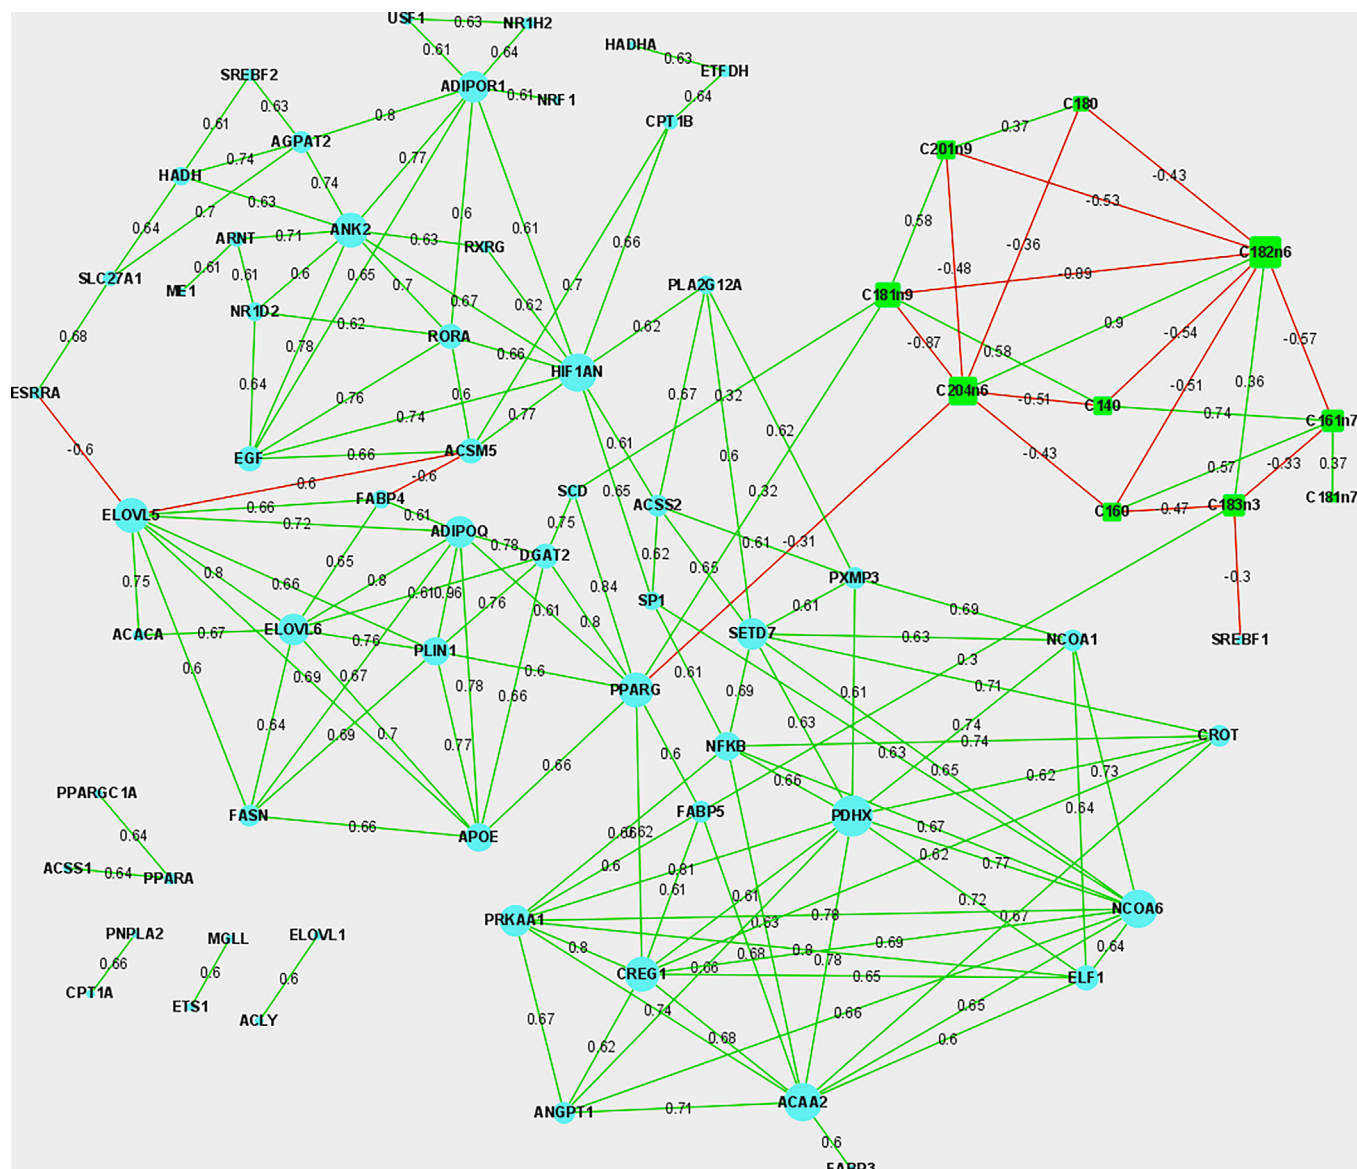 USF1 0.63 NR1H2
HADHA
0.61 0.64 0.63
SREBF2 ADIPOR1 ETFDH
0.61 NRF1 0.64
0.63 0.8 CPT1B C180
0.61 AGPAT2 0.37
0.74 0.77 C201n9
HADH 0.74 -0.43
0.63 -0.53
0.7 0.6 0.61 0.58
0.64 ARNT 0.71 ANK2 0.63 RXRG 0.66 -0.36 C182n6
SLC27A1 0.61 0.61 0.6 0.65 0.7 0.7 PLA2G12A -0.48 -0.89
ME1 0.67 0.62 C181n9
NR1D2 0.62 0.62 0.9 -0.54
0.68 0.78 RORA 0.66 -0.87 0.58 -0.57
HIF1AN
ESRRA 0.64 0.76 0.6 0.67 0.32 C204n6 -0.51 0.36
0.74 0.77 -0.51 C140 0.74 C161n7
-0.6 EGF 0.66 ACSM5 0.61 0.6 0.62 -0.43 0.57 -0.33 0.37
-0.6 0.6 0.65 0.32
FABP4 SCD ACSS2 C160 -0.47 C183n3 C181n7
ELOVL5 0.66 0.61
0.72 ADIPOQ 0.75 0.61 -0.31
0.78 DGAT2 0.62 0.65
0.75 0.8 0.66 0.65 0.8 0.84 PXMP3 -0.3
0.61 0.96 0.76 0.61 0.8 SP1 0.61 0.69
ACACA 0.67 ELOVL6 0.76 SETD7 0.63 NCOA1 SREBF1
0.6 0.69 0.67 PLIN1 0.6 0.61 0.3
0.78 0.66 PPARG 0.69 0.61 0.71
0.64 0.69 0.7 0.77 0.66 0.6 NFKB 0.63 0.63 0.74 0.74 CROT
PPARGC1A 0.66 0.65 0.73 0.62
FASN 0.66 APOE FABP5 PDHX 0.64
0.64 0.66 0.62 0.67
ACSS1 0.64 PPARA 0.6 0.81 0.61 0.77 0.62
0.61 0.72
PRKAA1 0.63 0.78 0.67 NCOA6
PNPLA2 MGLL ELOVL1 0.8 0.68 0.8 0.69 0.64
0.66 0.6 0.6 CREG1 0.66 0.78 0.65 ELF1
CPT1A ETS1 ACLY 0.67 0.74 0.66 0.65
0.62 0.68 0.6
ANGPT1 0.71 ACAA2
0.6
FABP3